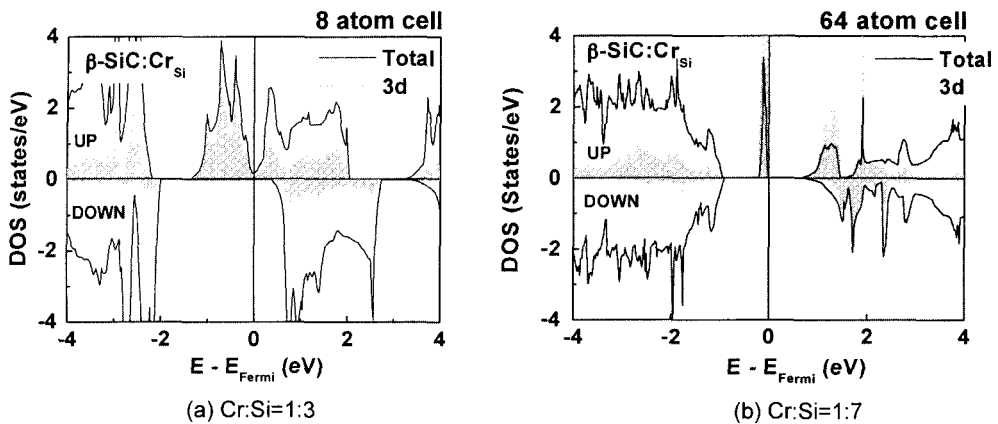 8 atom cell
β-SiC:Cr_Si
Total
3d
UP
DOWN
DOS (states/eV)
4
2
0
-2
-4
-4
-2
0
2
4
E - E_Fermi (eV)
(a) Cr:Si=1:3
64 atom cell
β-SiC:Cr_Si
Total
3d
UP
DOWN
DOS (States/eV)
4
2
0
-2
-4
-4
-2
0
2
4
E - E_Fermi (eV)
(b) Cr:Si=1:7